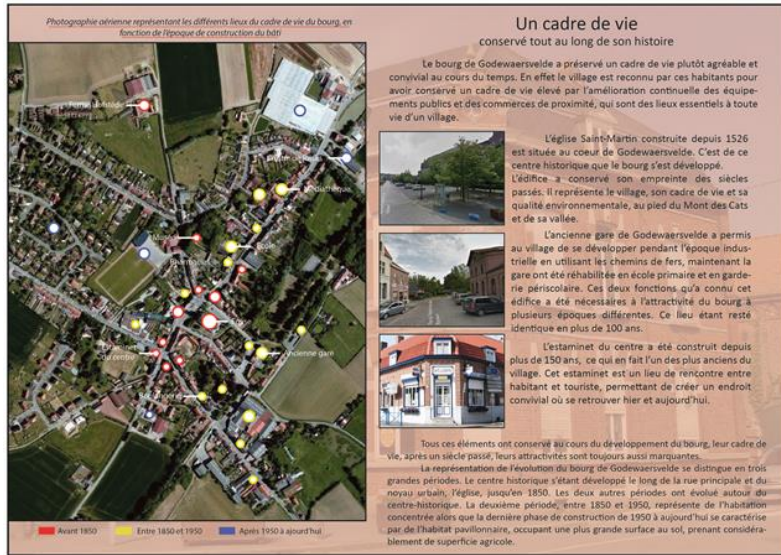 Photographie aérienne représentant les différents lieux du cadre de vie du bourg, en
fonction de l'époque de construction du bâti
Médiathèque
Musée
École
Ancienne gare
Avant 1850
Entre 1850 et 1950
Après 1950 à aujourd'hui
Un cadre de vie
conservé tout au long de son histoire
Le bourg de Godewaersvelde a préservé un cadre de vie plutôt agréable et
convivial au cours du temps. En effet le village est reconnu par ces habitants pour
avoir conservé un cadre de vie élevé par l'amélioration continuelle des équipe-
ments publics et des commerces de proximité, qui sont des lieux essentiels à toute
vie d'un village.
L'église Saint-Martin construite depuis 1526
est située au coeur de Godewaersvelde. C'est de ce
centre historique que le bourg s'est développé.
L'édifice a conservé son empreinte des siècles
passés. Il représente le village, son cadre de vie et sa
qualité environnementale, au pied du Mont des Cats
et de sa vallée.
L'ancienne gare de Godewaersvelde a permis
au village de se développer pendant l'époque indus-
trielle en utilisant les chemins de fers, maintenant la
gare ont été réhabilitée en école primaire et en garde-
rie périscolaire. Ces deux fonctions qu'a connu cet
édifice a été nécessaires à l'attractivité du bourg à
plusieurs époques différentes. Ce lieu étant resté
identique en plus de 100 ans.
L'estaminet du centre a été construit depuis
plus de 150 ans, ce qui en fait l'un des plus anciens du
village. Cet estaminet est un lieu de rencontre entre
habitant et touriste, permettant de créer un endroit
convivial où se retrouver hier et aujourd'hui.
Tous ces éléments ont conservé au cours du développement du bourg, leur cadre de
vie, après un siècle passé, leurs attractivités sont toujours aussi marquantes.
La représentation de l'évolution du bourg de Godewaersvelde se distingue en trois
grandes périodes. Le centre historique s'étant développé le long de la rue principale et du
noyau urbain, l'église, jusqu'en 1850. Les deux autres périodes ont évolué autour du
centre-historique. La deuxième période, entre 1850 et 1950, représente de l'habitation
concentrée alors que la dernière phase de construction de 1950 à aujourd'hui se caractérise
par de l'habitat pavillonnaire, occupant une plus grande surface au sol, prenant considéra-
blement de superficie agricole.